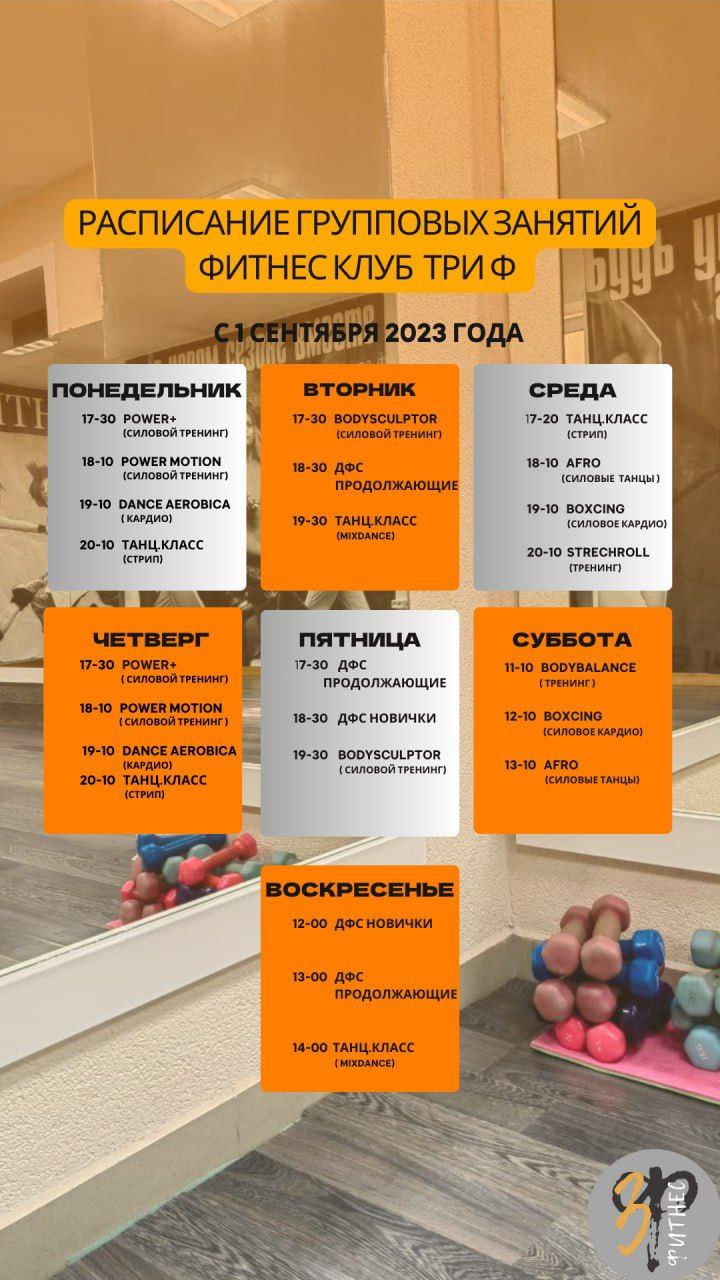 РАСПИСАНИЕ ГРУППОВЫХ ЗАНЯТИЙ
ФИТНЕС КЛУБ ТРИ Ф
С 1 СЕНТЯБРЯ 2023 ГОДА
ПОНЕДЕЛЬНИК
17-30 POWER+
(СИЛОВОЙ ТРЕНИНГ)
18-10 POWER MOTION
(СИЛОВОЙ ТРЕНИНГ)
19-10 DANCE AEROBICA
( КАРДИО)
20-10 ТАНЦ.КЛАСС
(СТРИП)
ВТОРНИК
17-30 BODYSCULPTOR
(СИЛОВОЙ ТРЕНИНГ)
18-30 ДФС
ПРОДОЛЖАЮЩИЕ
19-30 ТАНЦ.КЛАСС
(MIXDANCE)
СРЕДА
17-20 ТАНЦ.КЛАСС
(СТРИП)
18-10 AFRO
(СИЛОВЫЕ ТАНЦЫ )
19-10 BOXCING
(СИЛОВОЕ КАРДИО)
20-10 STRECHROLL
(ТРЕНИНГ)
ЧЕТВЕРГ
17-30 POWER+
( СИЛОВОЙ ТРЕНИНГ)
18-10 POWER MOTION
( СИЛОВОЙ ТРЕНИНГ )
19-10 DANCE AEROBICA
(КАРДИО)
20-10 ТАНЦ.КЛАСС
(СТРИП)
ПЯТНИЦА
17-30 ДФС
ПРОДОЛЖАЮЩИЕ
18-30 ДФС НОВИЧКИ
19-30 BODYSCULPTOR
( СИЛОВОЙ ТРЕНИНГ)
СУББОТА
11-10 BODYBALANCE
( ТРЕНИНГ )
12-10 BOXCING
(СИЛОВОЕ КАРДИО)
13-10 AFRO
(СИЛОВЫЕ ТАНЦЫ)
ВОСКРЕСЕНЬЕ
12-00 ДФС НОВИЧКИ
13-00 ДФС
ПРОДОЛЖАЮЩИЕ
14-00 ТАНЦ.КЛАСС
( MIXDANCE)
ФИТНЕС